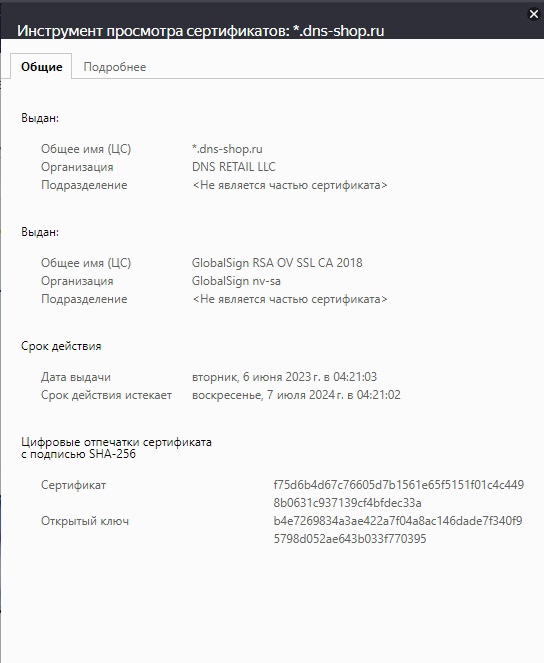 Инструмент просмотра сертификатов: *.dns-shop.ru
Общие Подробнее
Выдан:
Общее имя (ЦС) *.dns-shop.ru
Организация DNS RETAIL LLC
Подразделение <Не является частью сертификата>
Выдан:
Общее имя (ЦС) GlobalSign RSA OV SSL CA 2018
Организация GlobalSign nv-sa
Подразделение <Не является частью сертификата>
Срок действия
Дата выдачи вторник, 6 июня 2023 г. в 04:21:03
Срок действия истекает воскресенье, 7 июля 2024 г. в 04:21:02
Цифровые отпечатки сертификата
с подписью SHA-256
Сертификат f75d6b4d67c76605d7b1561e65f5151f01c4c449
8b0631c937139cf4bfdec33a
Открытый ключ b4e7269834a3ae422a7f04a8ac146dade7f340f9
5798d052ae643b033f770395